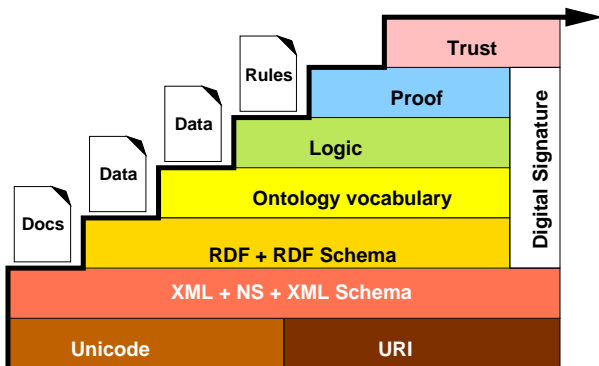 Trust
Rules
Proof
Data
Logic
Data
Ontology vocabulary
Docs
RDF + RDF Schema
Digital Signature
XML + NS + XML Schema
Unicode
URI